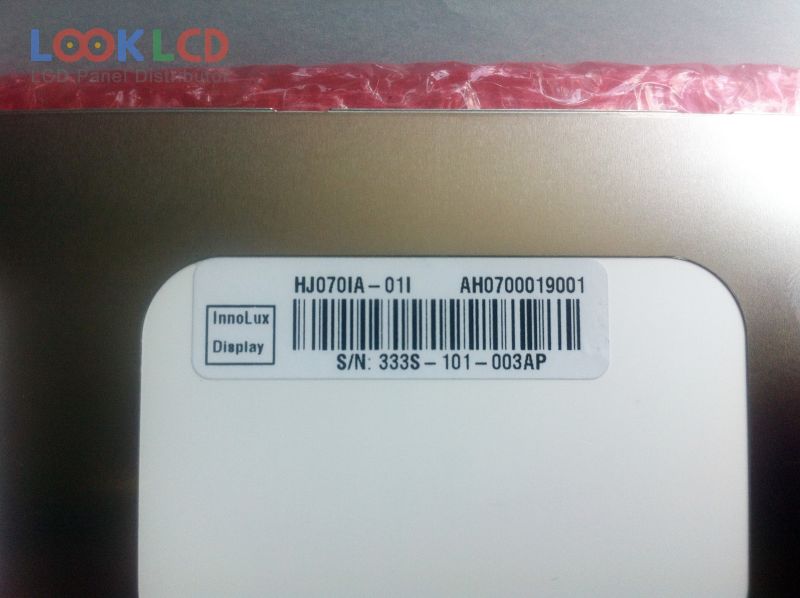 LOOK LCD
LCD Panel Distributor
HJ070IA-01I AH0700019001
InnoLux
Display
S/N: 333S-101-003AP